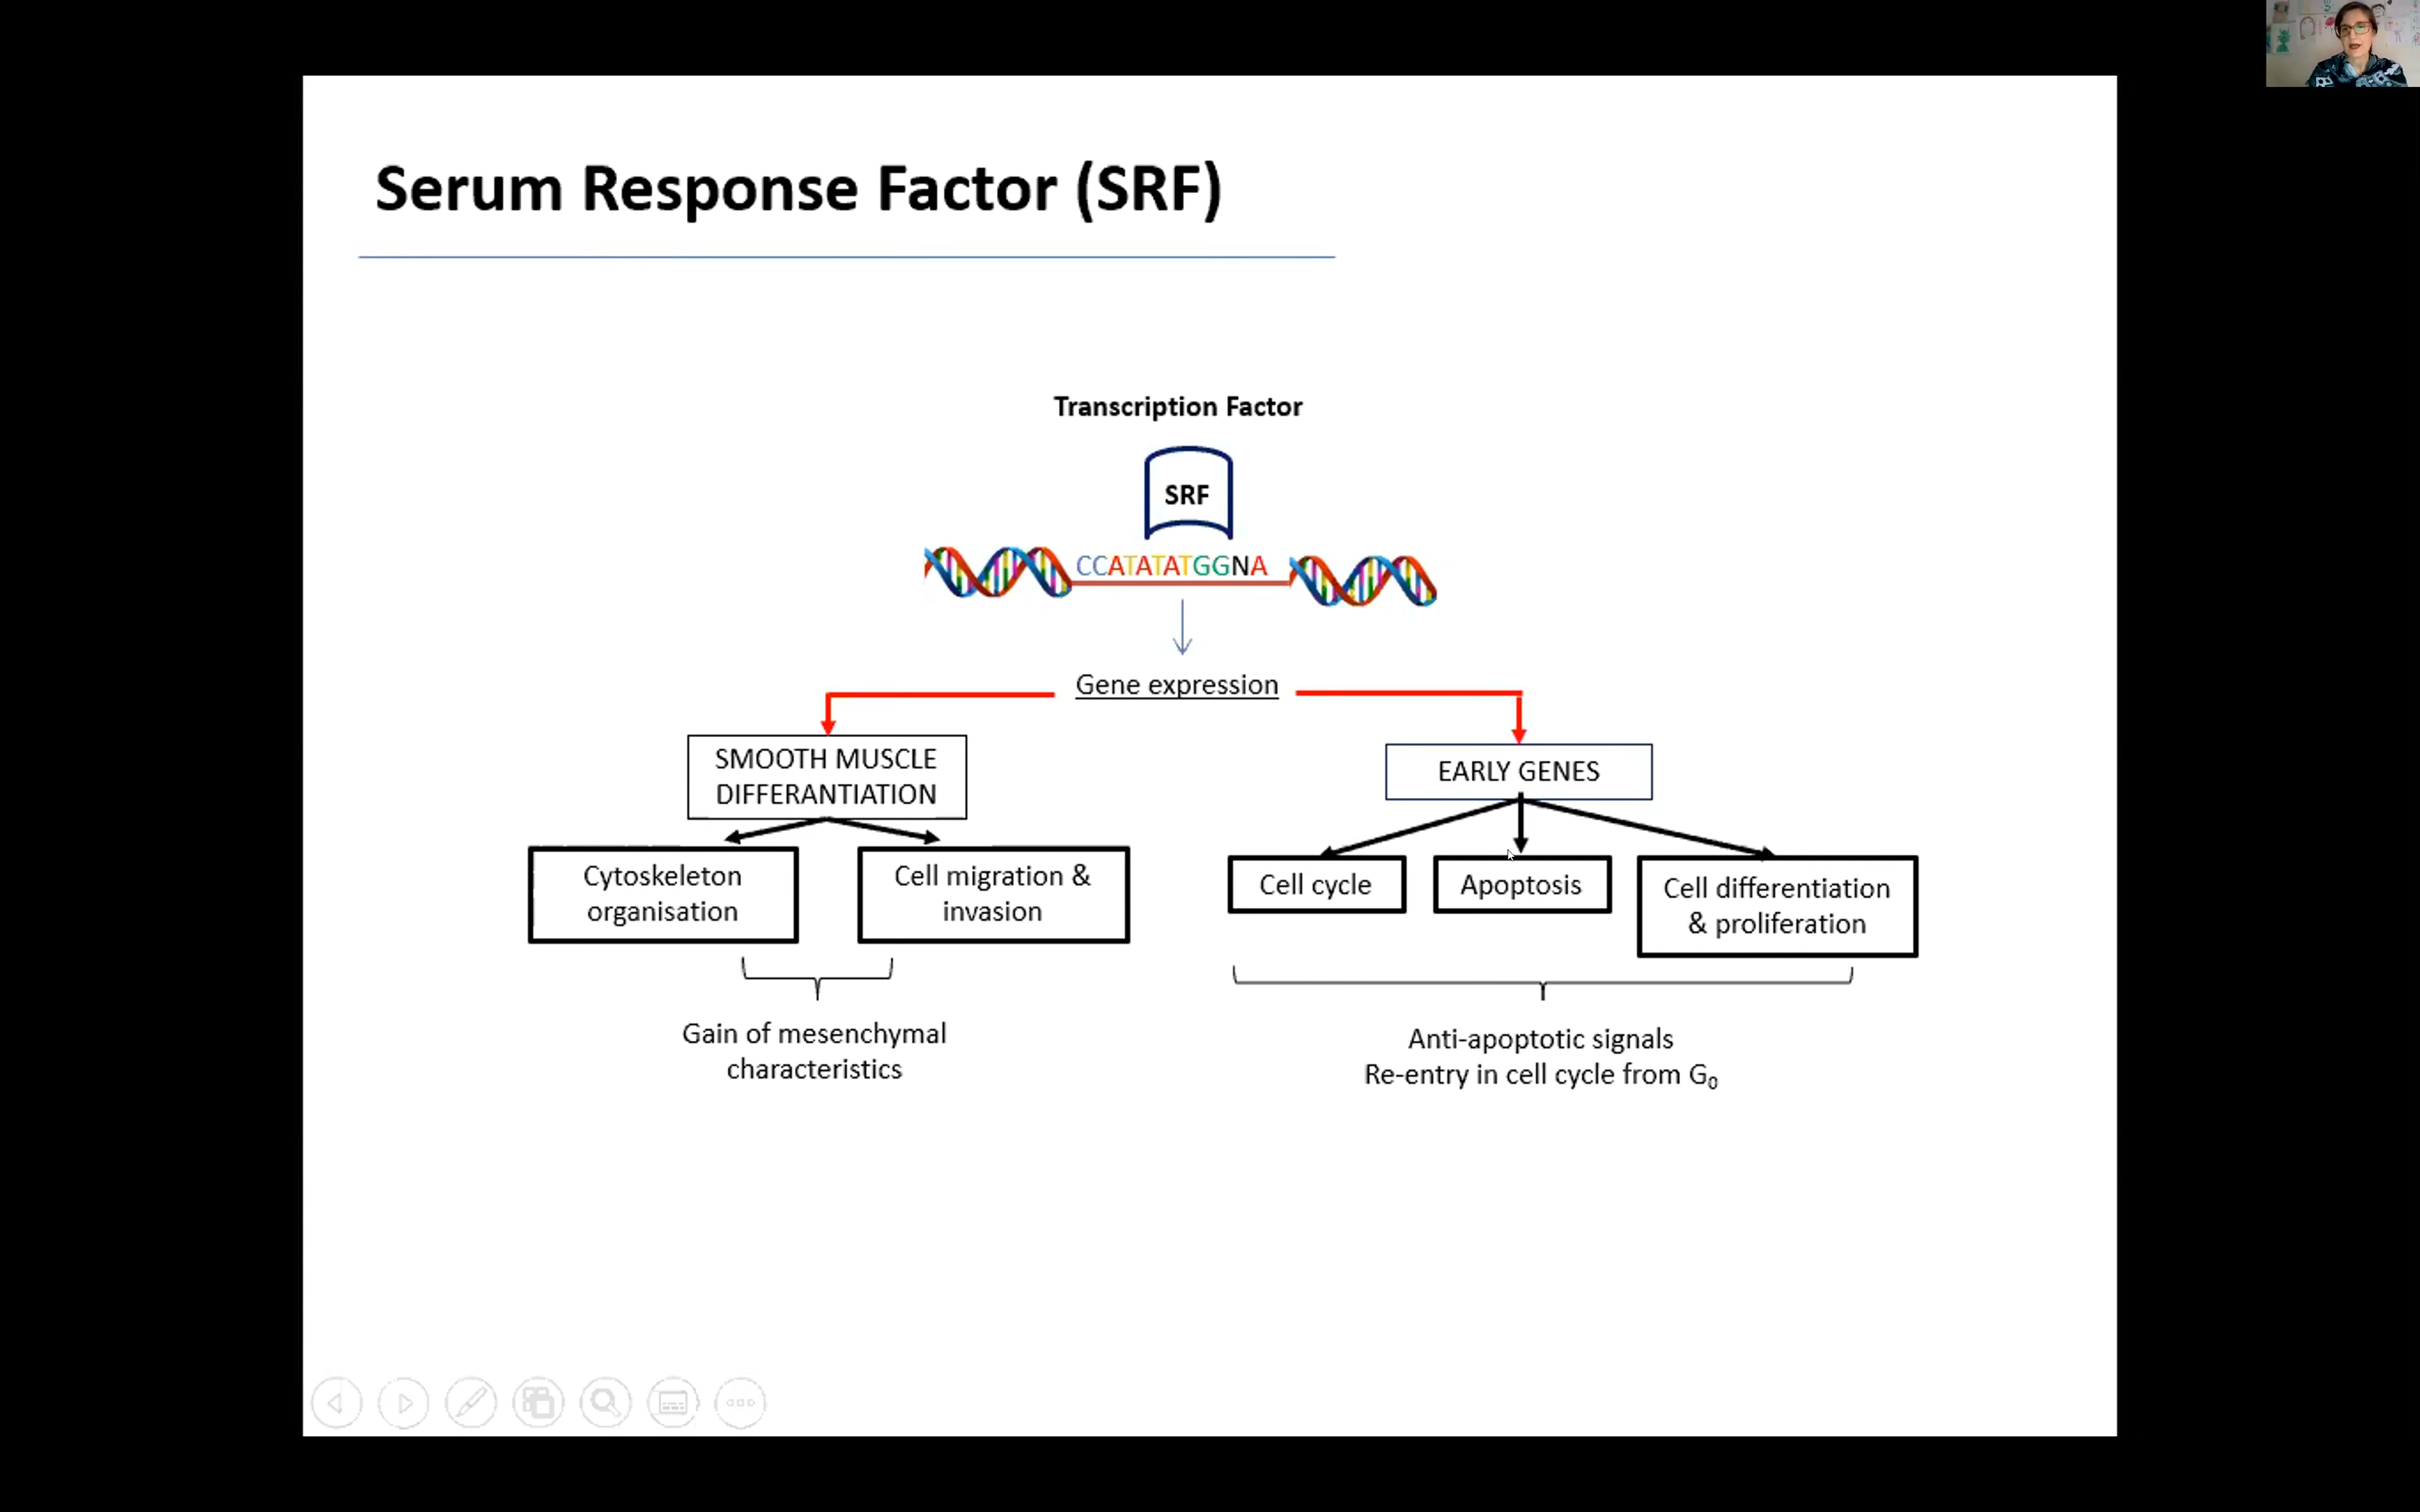 Serum Response Factor (SRF)
Transcription Factor
SRF
CCATATATGGNA
Gene expression
SMOOTH MUSCLE
DIFFERANTIATION
EARLY GENES
Cytoskeleton
organisation
Cell migration &
invasion
Cell cycle
Apoptosis
Cell differentiation
& proliferation
Gain of mesenchymal
characteristics
Anti-apoptotic signals
Re-entry in cell cycle from G₀